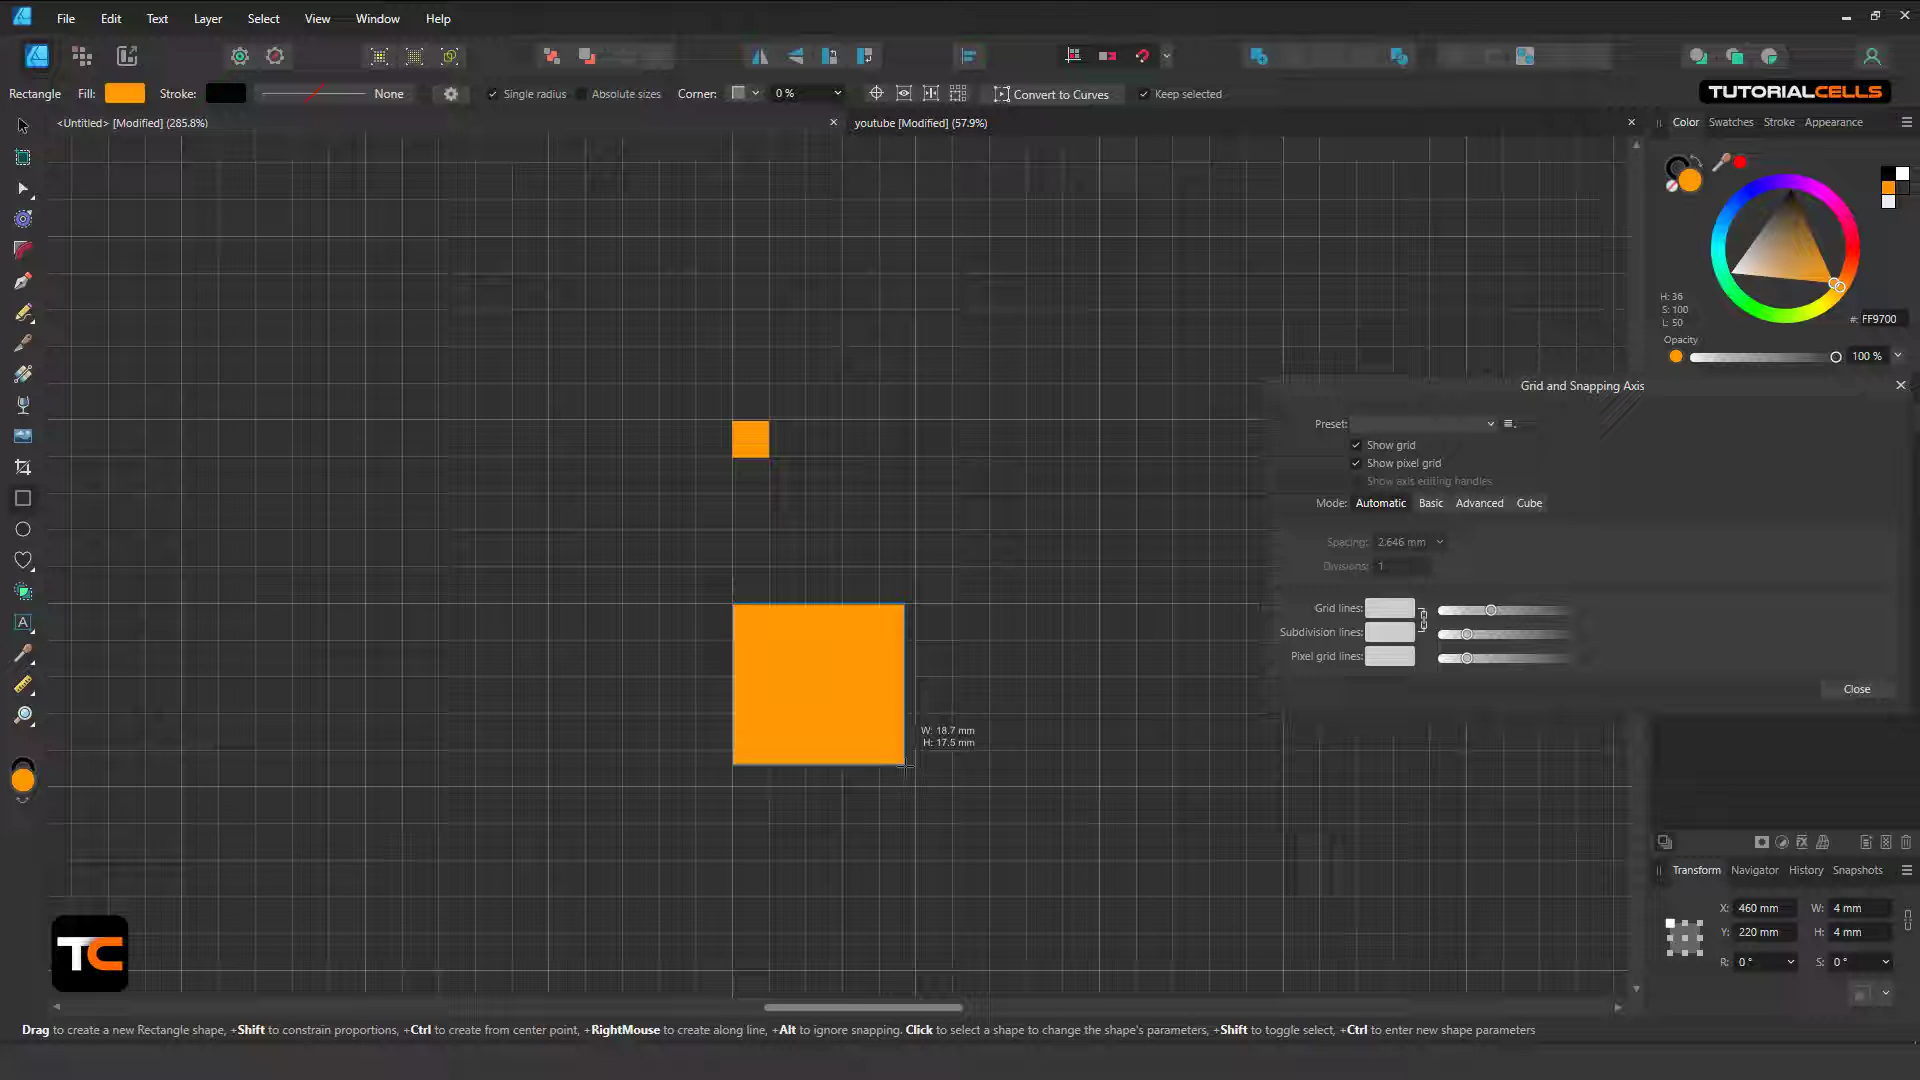 File Edit Text Layer Select View Window Help
Rectangle Fill: Stroke: None Single radius Absolute sizes Corner: 0 % Convert to Curves Keep selected
TUTORIALCELLS
<Untitled> [Modified] (285.8%)
youtube [Modified] (57.9%)
Color Swatches Stroke Appearance
H: 36
S: 100
L: 50
#: FF9700
Opacity
100 %
Grid and Snapping Axis
Preset:
Show grid
Show pixel grid
Show axis editing handles
Mode: Automatic Basic Advanced Cube
Spacing: 2.646 mm
Divisions: 1
Grid lines:
Subdivision lines:
Pixel grid lines:
Close
W: 18.7 mm
H: 17.5 mm
Transform Navigator History Snapshots
X: 460 mm W: 4 mm
Y: 220 mm H: 4 mm
R: 0 ° S: 0 °
TC
Drag to create a new Rectangle shape, +Shift to constrain proportions, +Ctrl to create from center point, +RightMouse to create along line, +Alt to ignore snapping. Click to select a shape to change the shape's parameters, +Shift to toggle select, +Ctrl to enter new shape parameters